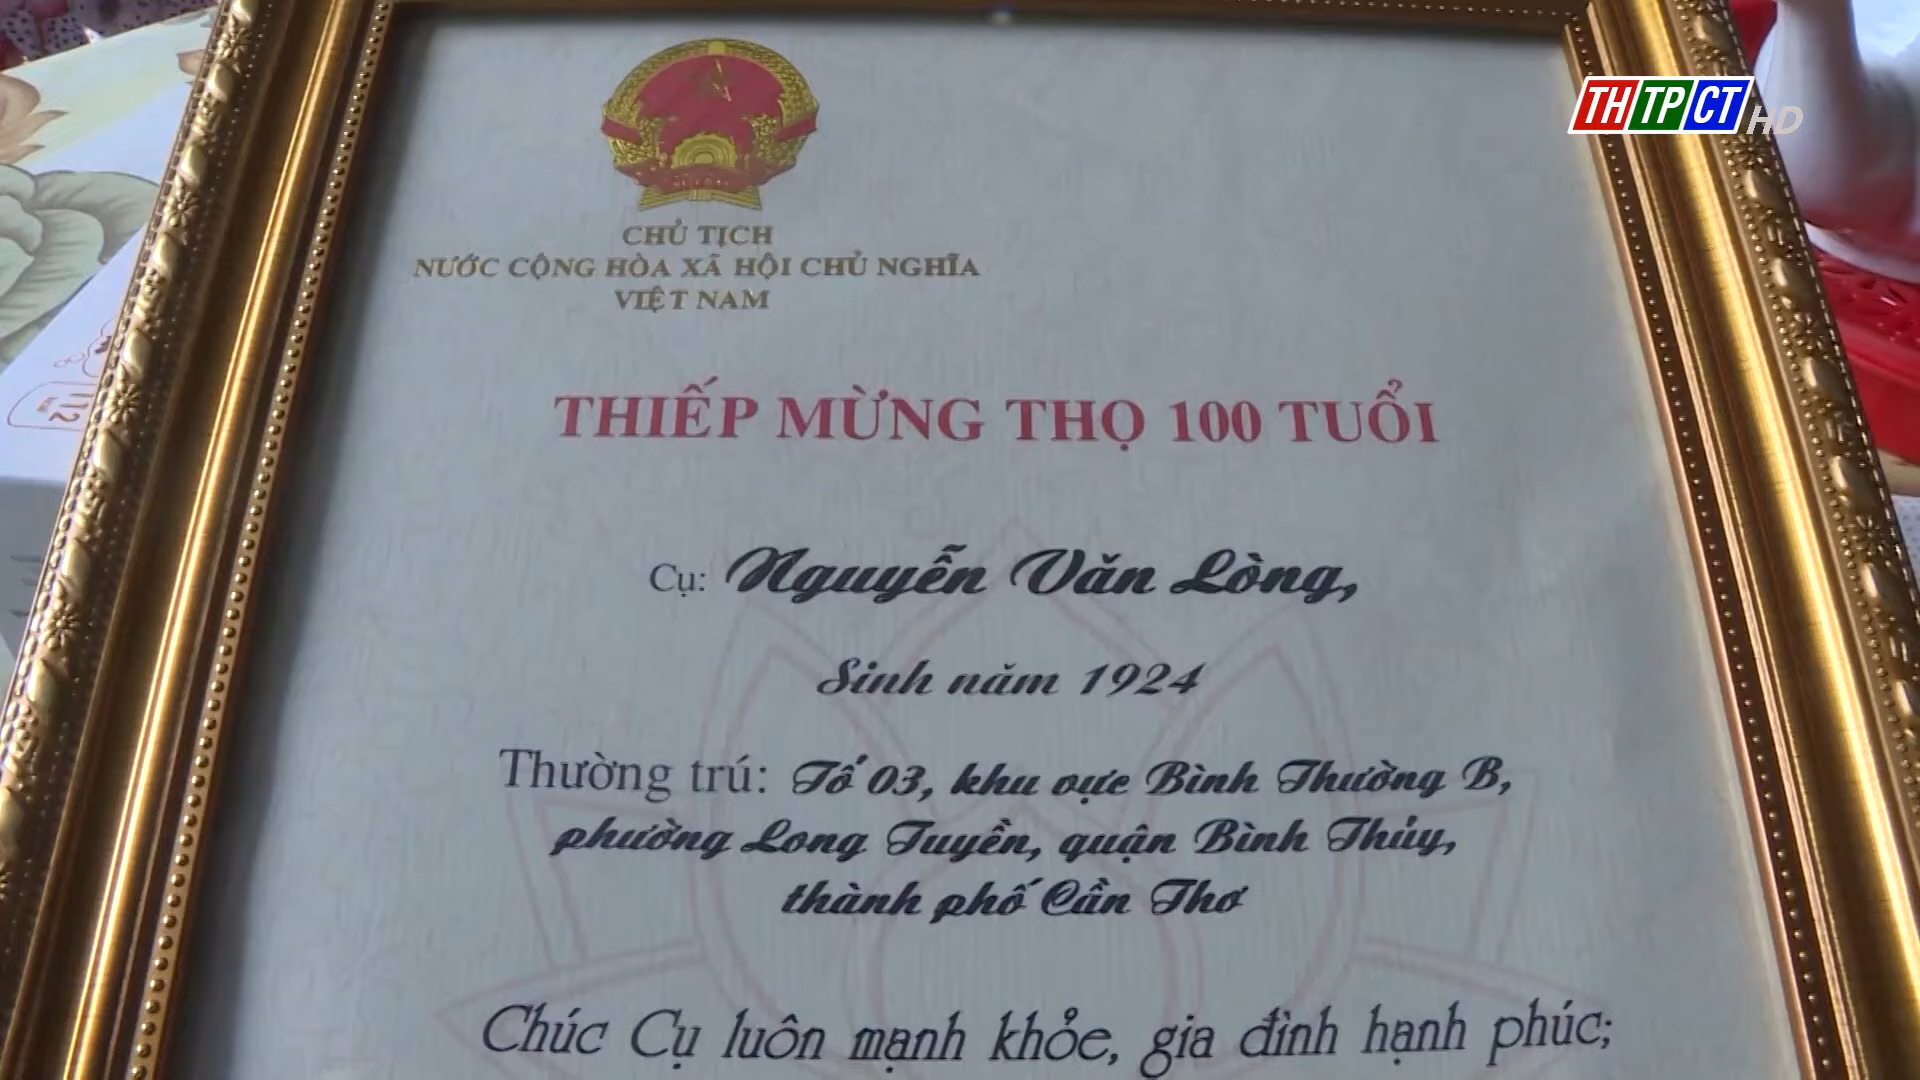 THTPCT HD
CHỦ TỊCH
NƯỚC CỘNG HÒA XÃ HỘI CHỦ NGHĨA
VIỆT NAM
THIẾP MỪNG THỌ 100 TUỔI
Cụ: Nguyễn Văn Lòng,
Sinh năm 1924
Thường trú: Tổ 03, khu vực Bình Thường B,
phường Long Tuyền, quận Bình Thủy,
thành phố Cần Thơ
Chúc Cụ luôn mạnh khỏe, gia đình hạnh phúc;
112